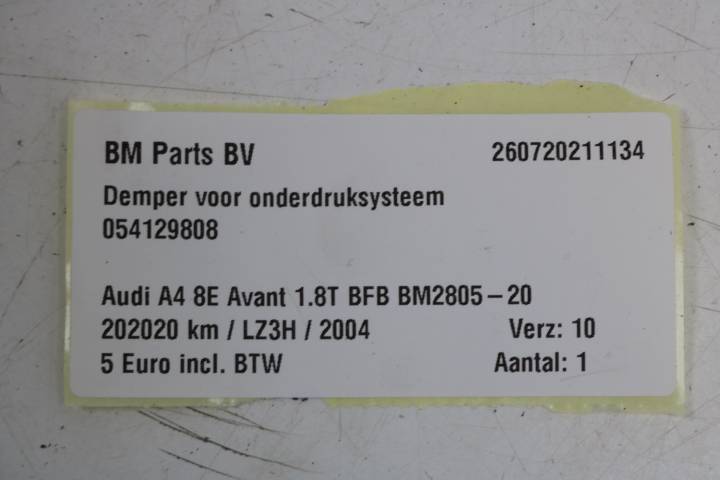 BM Parts BV 260720211134
Demper voor onderdruksysteem
054129808
Audi A4 8E Avant 1.8T BFB BM2805-20
202020 km / LZ3H / 2004 Verz: 10
5 Euro incl. BTW Aantal: 1